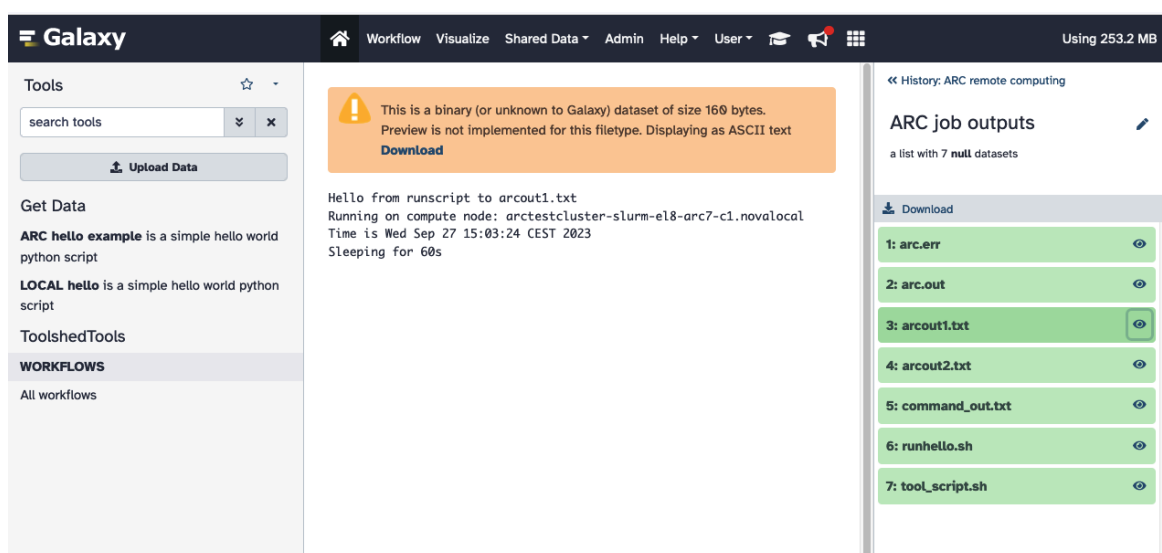 Galaxy
Workflow Visualize Shared Data Admin Help User
Using 253.2 MB
Tools
search tools
Upload Data
Get Data
ARC hello example is a simple hello world
python script
LOCAL hello is a simple hello world python
script
ToolshedTools
WORKFLOWS
All workflows
This is a binary (or unknown to Galaxy) dataset of size 160 bytes.
Preview is not implemented for this filetype. Displaying as ASCII text
Download
Hello from runscript to arcout1.txt
Running on compute node: arctestcluster-slurm-el8-arc7-c1.novalocal
Time is Wed Sep 27 15:03:24 CEST 2023
Sleeping for 60s
« History: ARC remote computing
ARC job outputs
a list with 7 null datasets
Download
1: arc.err
2: arc.out
3: arcout1.txt
4: arcout2.txt
5: command_out.txt
6: runhello.sh
7: tool_script.sh